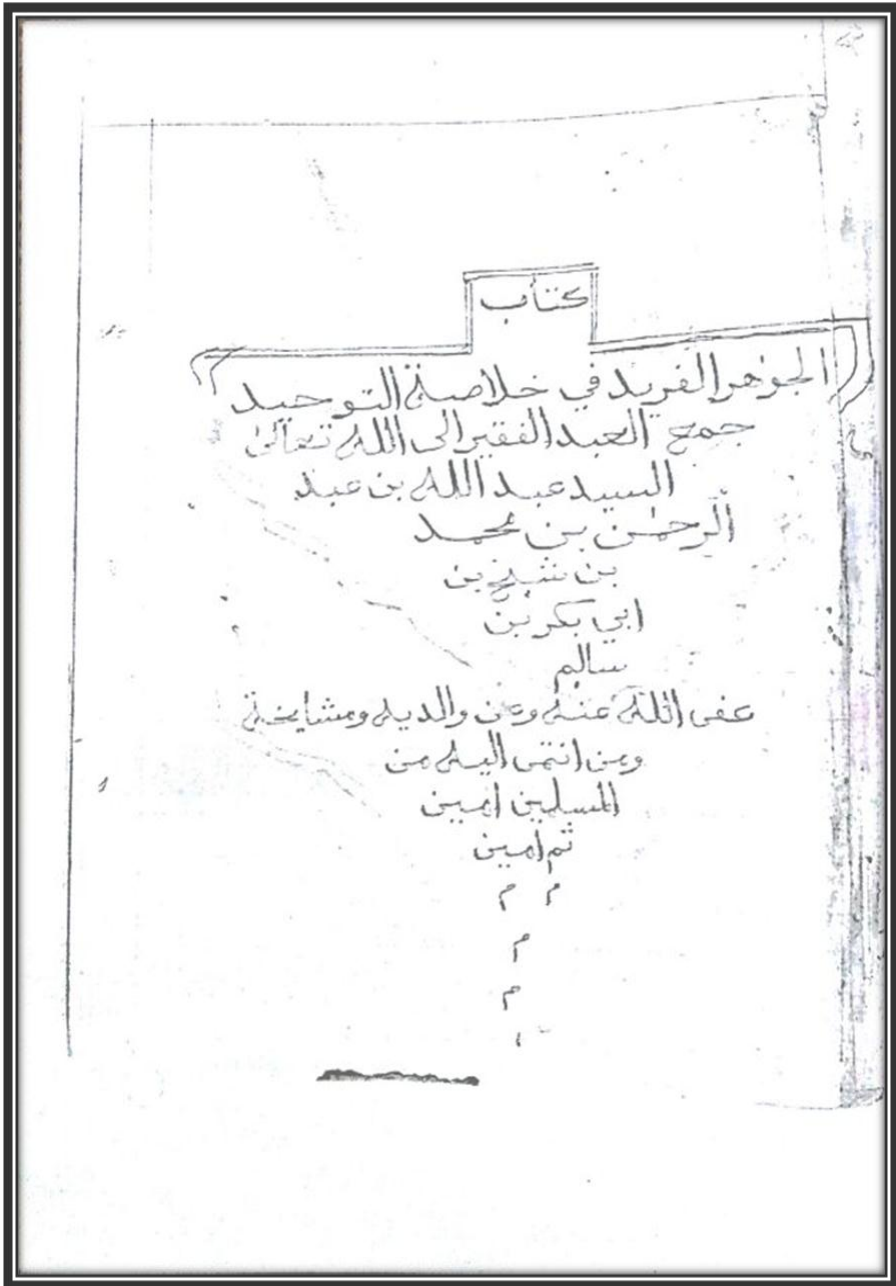 كتاب
الجوهر الفريد في خلاصة التوحيد
جمع العبد الفقير الى الله تعالى
السيد عبد الله بن عبد
الرحمن بن محمد
بن شيخ بن
ابي بكر بن
سالم
عفى الله عنه وعن والديه ومشايخه
ومن انتمى اليه من
المسلمين امين
ثم امين
م م
م
م